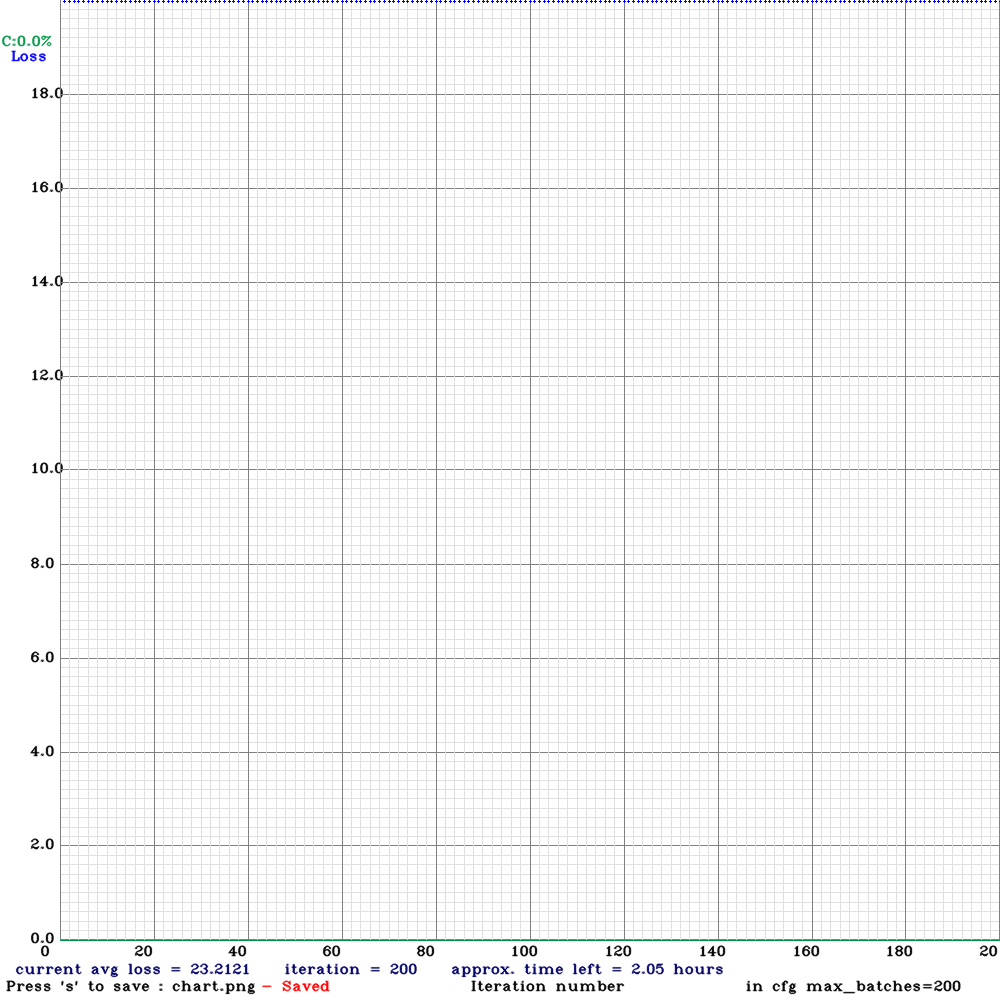 C:0.0%
Loss
18.0
16.0
14.0
12.0
10.0
8.0
6.0
4.0
2.0
0.0
0 20 40 60 80 100 120 140 160 180 20
current avg loss = 23.2121 iteration = 200 approx. time left = 2.05 hours
Press 's' to save : chart.png - Saved Iteration number in cfg max_batches=200